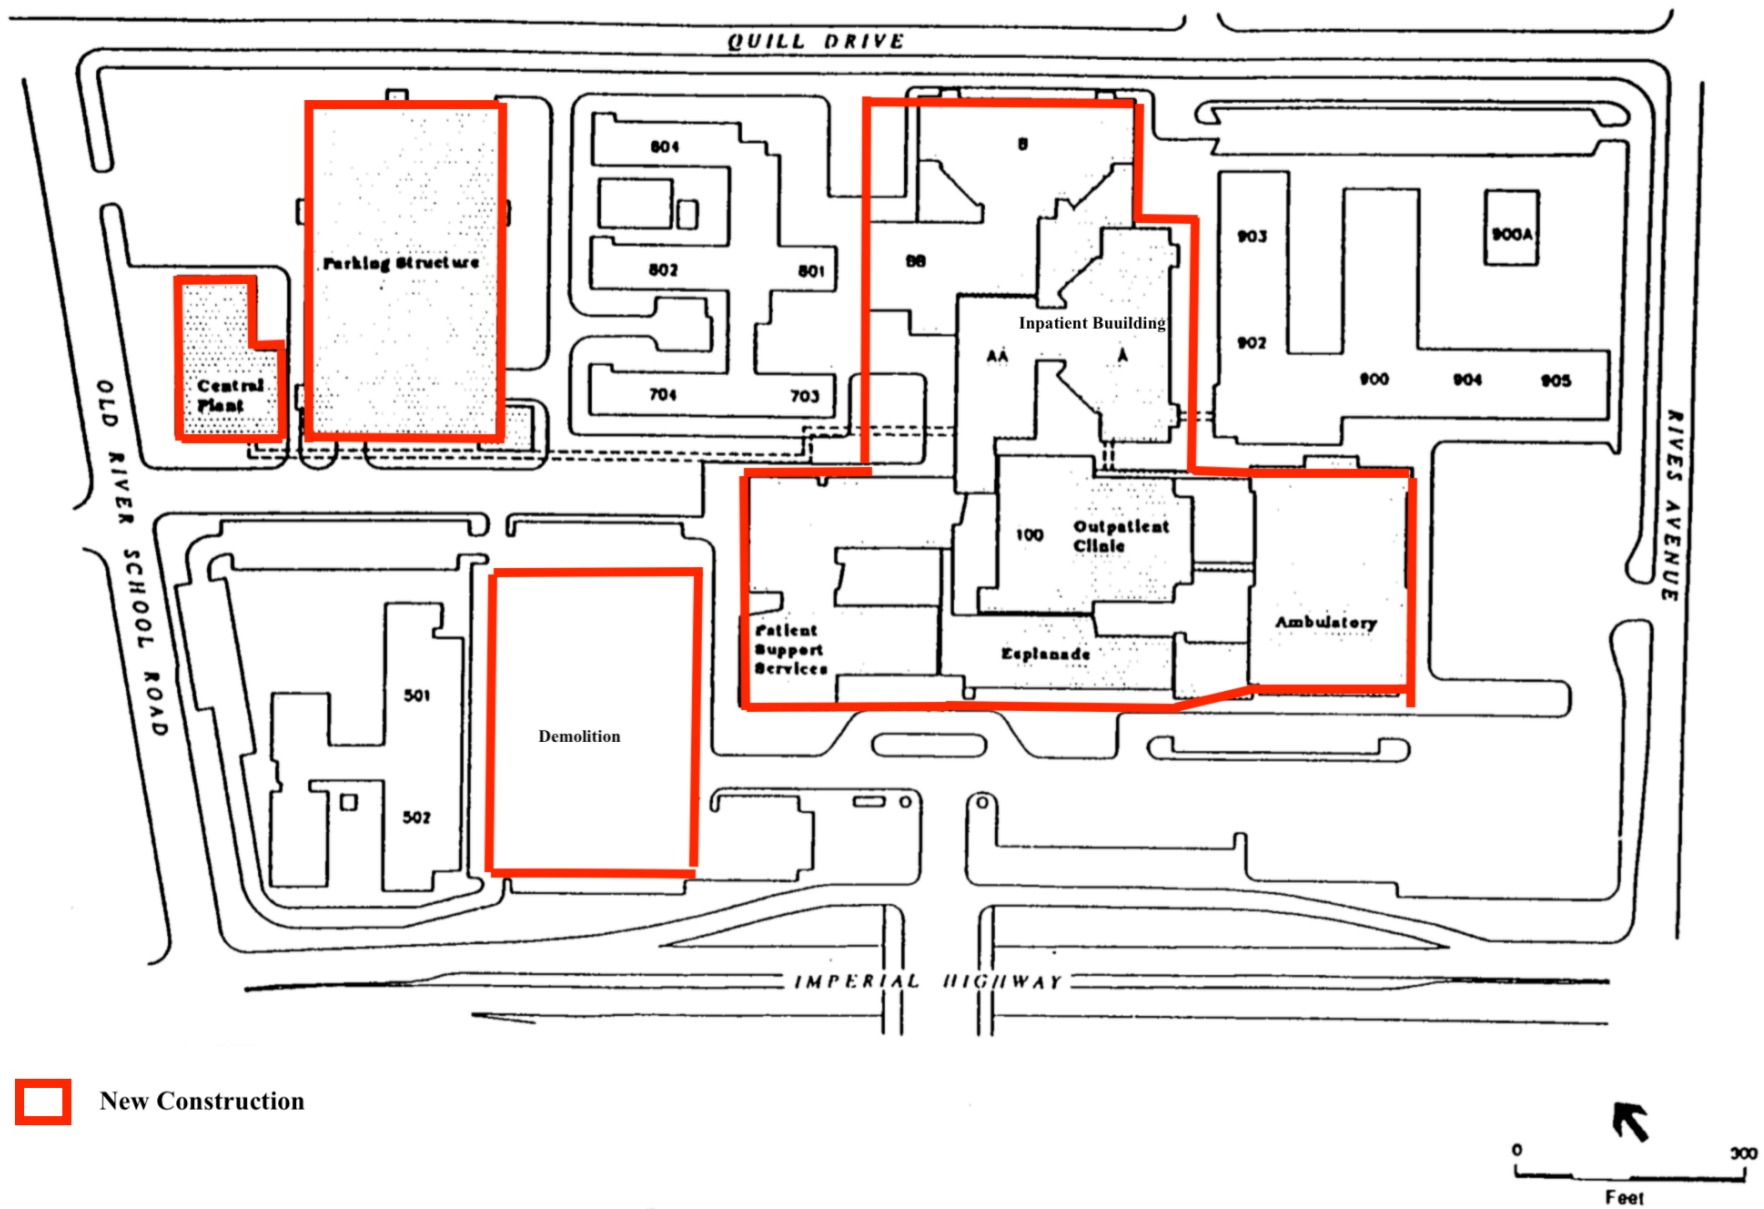 QUILL DRIVE
804
B
903
900A
Parking Structure
802
801
BB
Inpatient Buuilding
902
AA
A
Central
Plant
704
703
900
904
905
OLD RIVER SCHOOL ROAD
RIVES AVENUE
100
Outpatient
Clinic
Patient
Support
Services
Esplanade
Ambulatory
501
Demolition
502
IMPERIAL HIGHWAY
New Construction
0
300
Feet